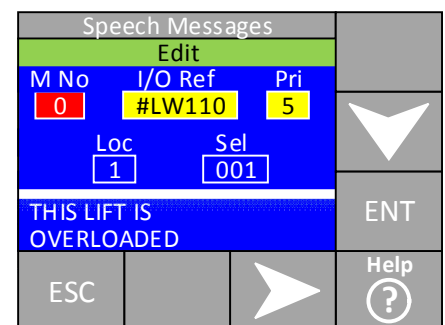 Speech Messages
Edit
M No I/O Ref Pri
0 #LW110 5
Loc Sel
1 001
THIS LIFT IS
OVERLOADED
ENT
ESC
Help
?